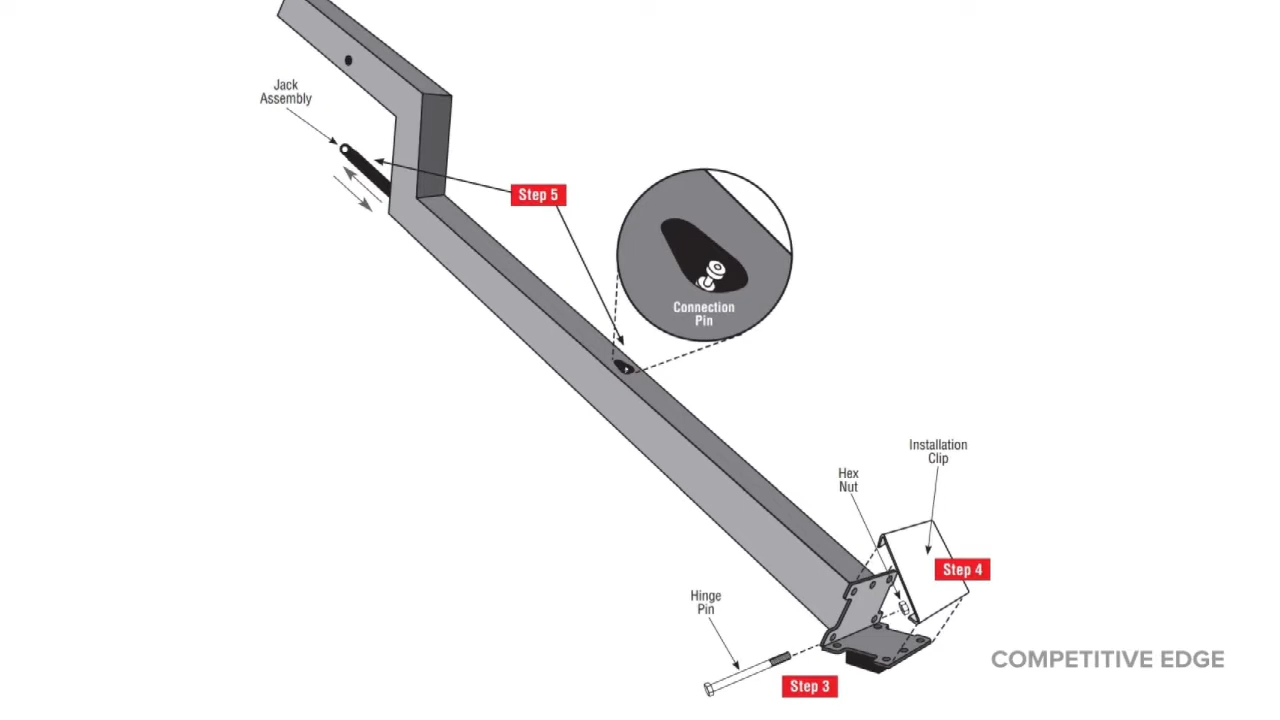 Jack
Assembly
Step 5
Connection
Pin
Installation
Clip
Hex
Nut
Step 4
Hinge
Pin
Step 3
COMPETITIVE EDGE